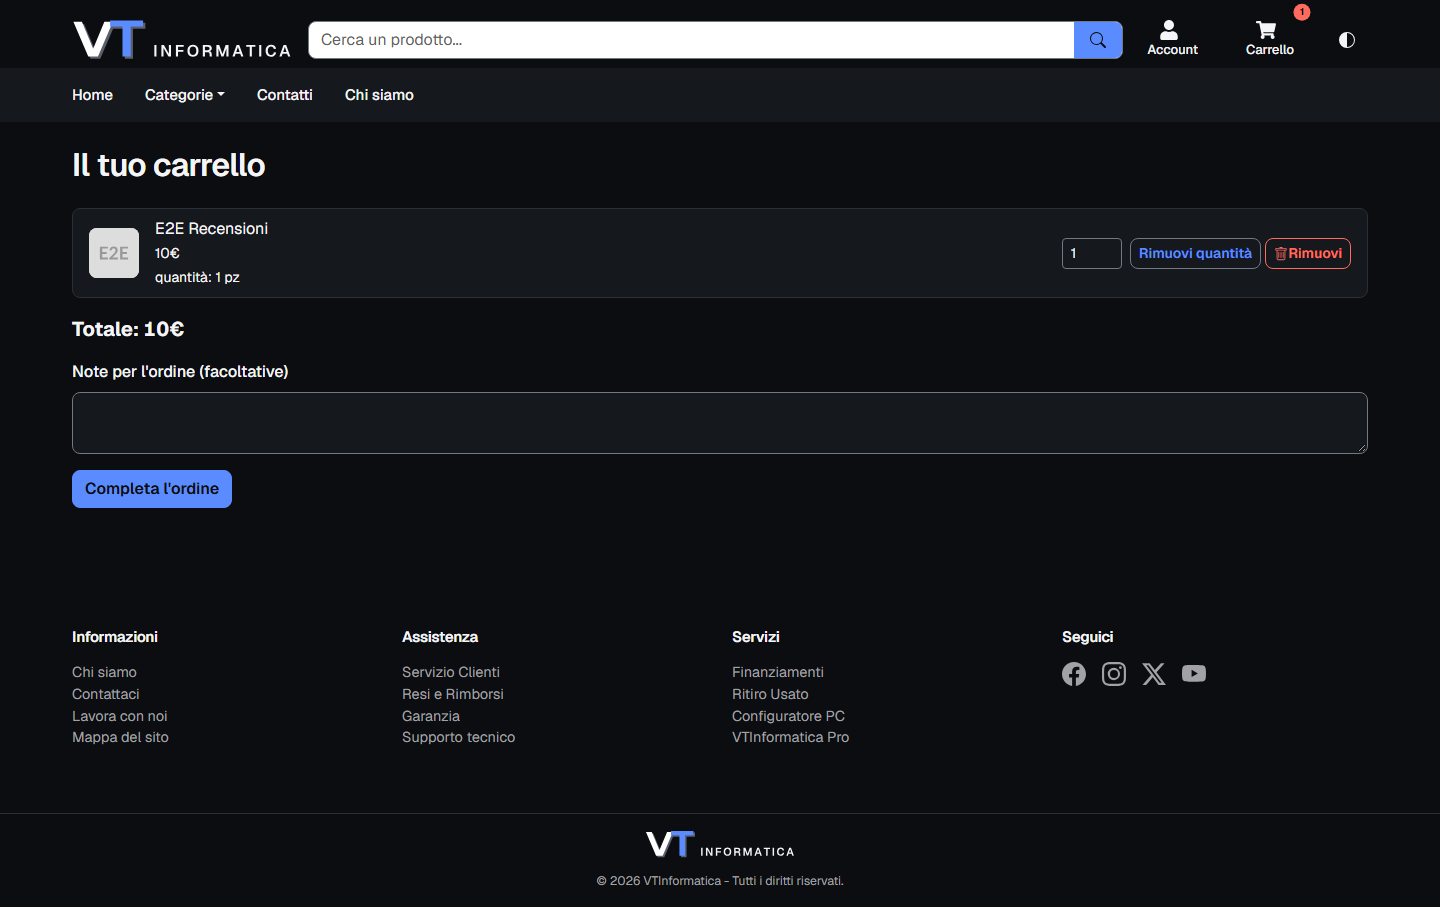 VT INFORMATICA
Cerca un prodotto...
Account
1
Carrello
Home
Categorie
Contatti
Chi siamo
Il tuo carrello
E2E
E2E Recensioni
10€
quantità: 1 pz
1
Rimuovi quantità
Rimuovi
Totale: 10€
Note per l'ordine (facoltative)
Completa l'ordine
Informazioni
Chi siamo
Contattaci
Lavora con noi
Mappa del sito
Assistenza
Servizio Clienti
Resi e Rimborsi
Garanzia
Supporto tecnico
Servizi
Finanziamenti
Ritiro Usato
Configuratore PC
VTInformatica Pro
Seguici
VT INFORMATICA
© 2026 VTInformatica - Tutti i diritti riservati.